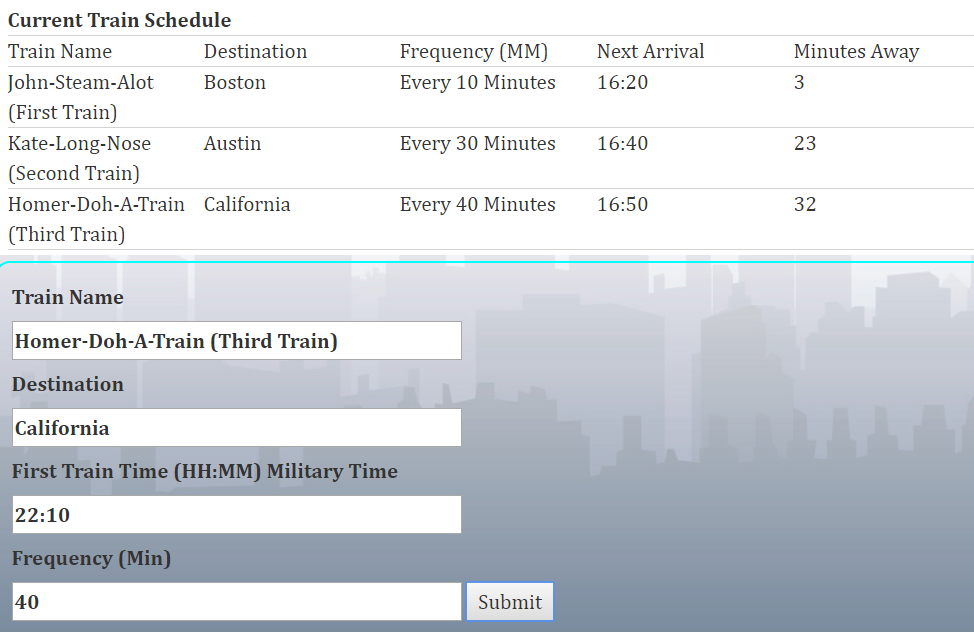 Current Train Schedule
Train Name Destination Frequency (MM) Next Arrival Minutes Away
John-Steam-Alot Boston Every 10 Minutes 16:20 3
(First Train)
Kate-Long-Nose Austin Every 30 Minutes 16:40 23
(Second Train)
Homer-Doh-A-Train California Every 40 Minutes 16:50 32
(Third Train)
Train Name
Homer-Doh-A-Train (Third Train)
Destination
California
First Train Time (HH:MM) Military Time
22:10
Frequency (Min)
40 Submit